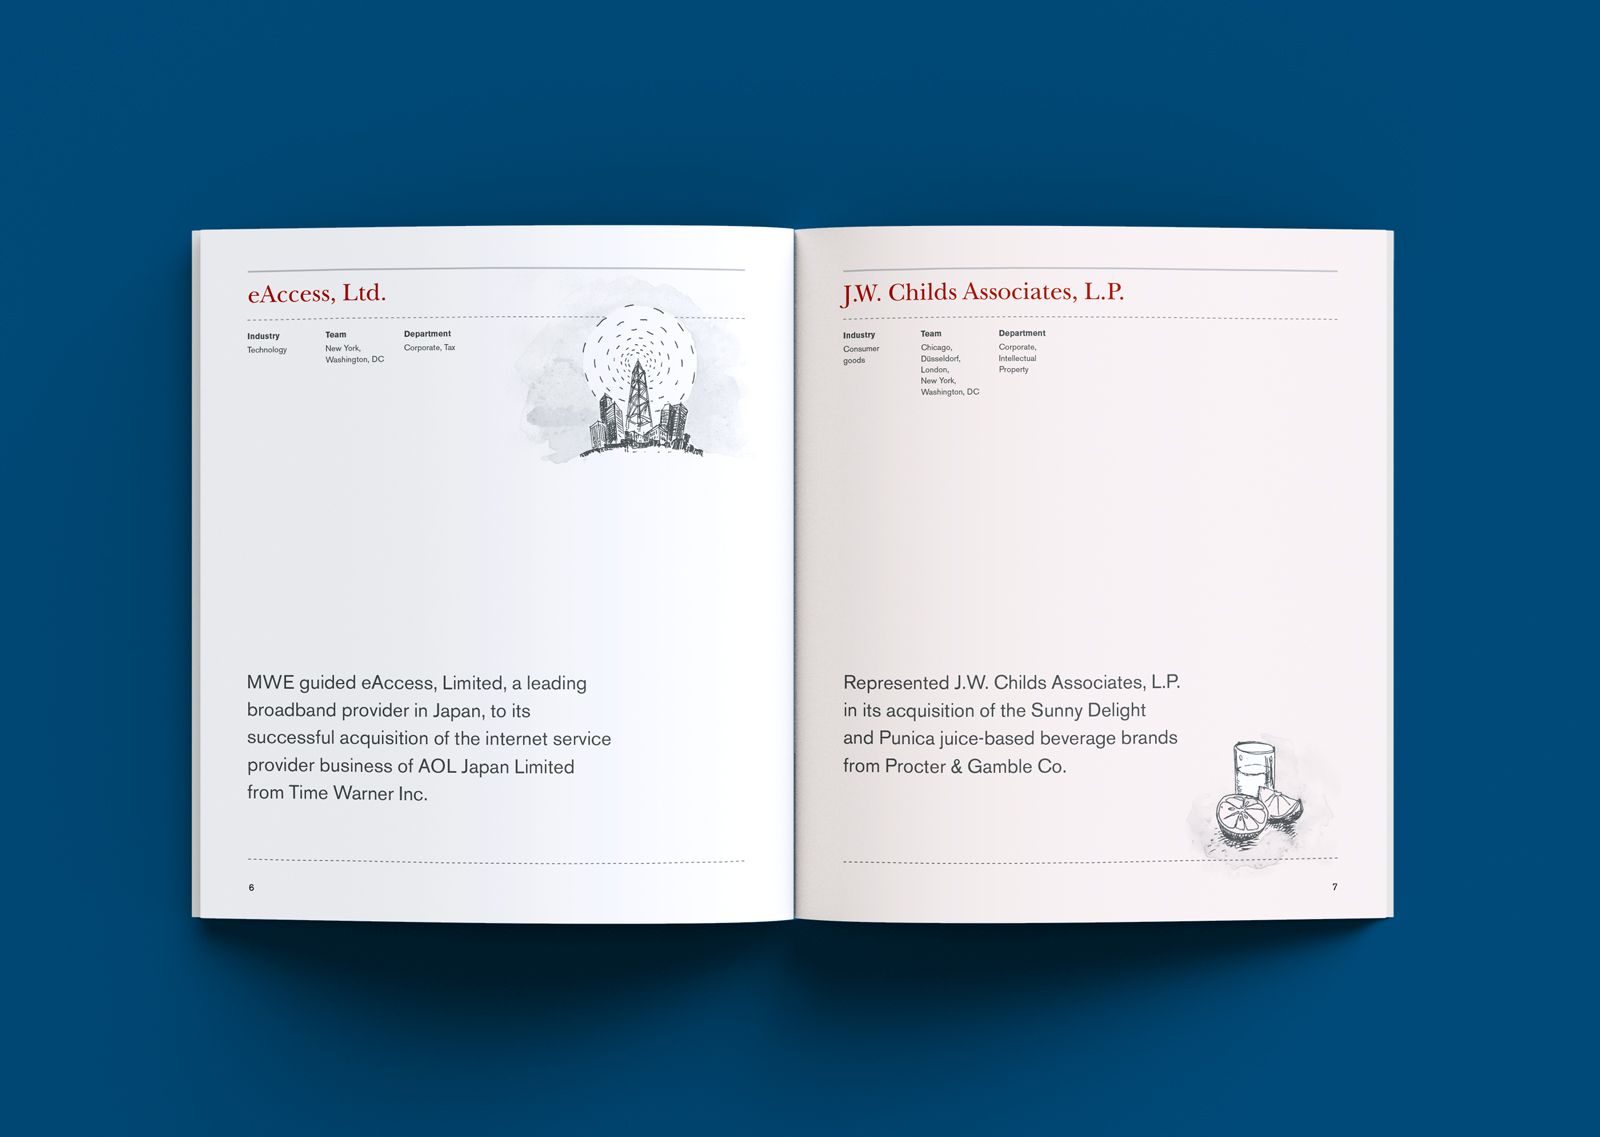 eAccess, Ltd.
Industry
Technology
Team
New York,
Washington, DC
Department
Corporate, Tax
MWE guided eAccess, Limited, a leading
broadband provider in Japan, to its
successful acquisition of the internet service
provider business of AOL Japan Limited
from Time Warner Inc.
6
J.W. Childs Associates, L.P.
Industry
Consumer
goods
Team
Chicago,
Düsseldorf,
London,
New York,
Washington, DC
Department
Corporate,
Intellectual
Property
Represented J.W. Childs Associates, L.P.
in its acquisition of the Sunny Delight
and Punica juice-based beverage brands
from Procter & Gamble Co.
7